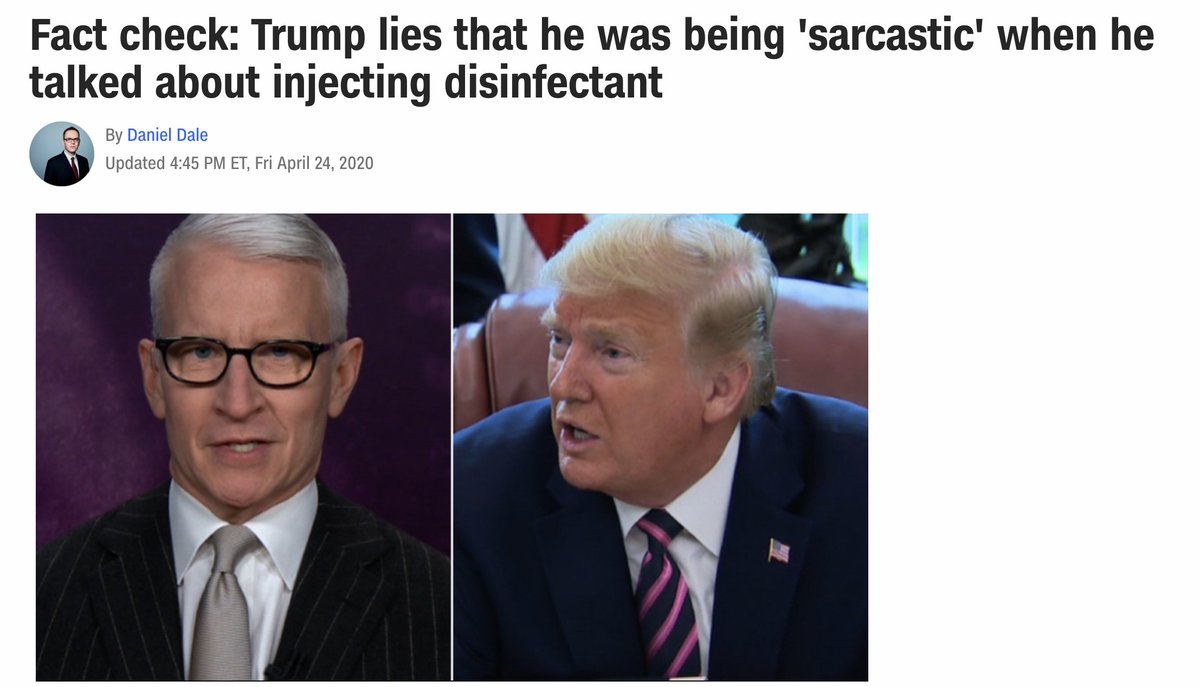 Fact check: Trump lies that he was being 'sarcastic' when he
talked about injecting disinfectant
By Daniel Dale
Updated 4:45 PM ET, Fri April 24, 2020